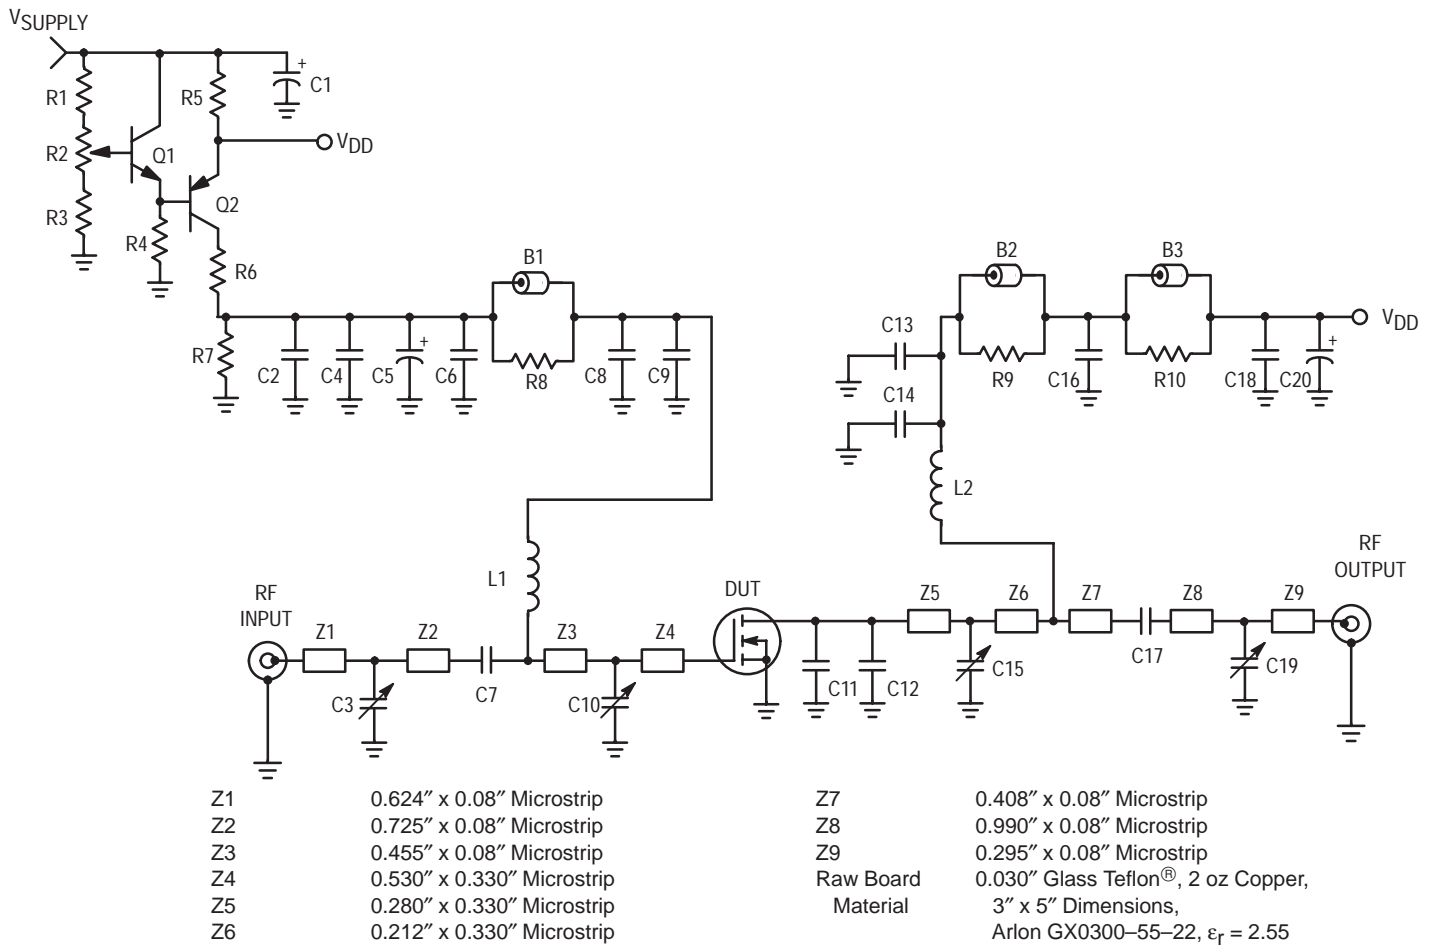 VSUPPLY
+
C1
R1
R5
R2
Q1
VDD
R3
Q2
R4
R6
B1
B2
B3
R7
C2
C4
C5
+
C6
R8
C8
C9
C13
R9
C16
R10
C18
C20
+
VDD
C14
L2
L1
RF
INPUT
DUT
RF
OUTPUT
Z1
Z2
Z3
Z4
Z5
Z6
Z7
Z8
Z9
C3
C7
C10
C11
C12
C15
C17
C19
Z1 0.624″ x 0.08″ Microstrip
Z2 0.725″ x 0.08″ Microstrip
Z3 0.455″ x 0.08″ Microstrip
Z4 0.530″ x 0.330″ Microstrip
Z5 0.280″ x 0.330″ Microstrip
Z6 0.212″ x 0.330″ Microstrip
Z7 0.408″ x 0.08″ Microstrip
Z8 0.990″ x 0.08″ Microstrip
Z9 0.295″ x 0.08″ Microstrip
Raw Board 0.030″ Glass Teflon®, 2 oz Copper,
Material 3″ x 5″ Dimensions,
Arlon GX0300–55–22, εr = 2.55